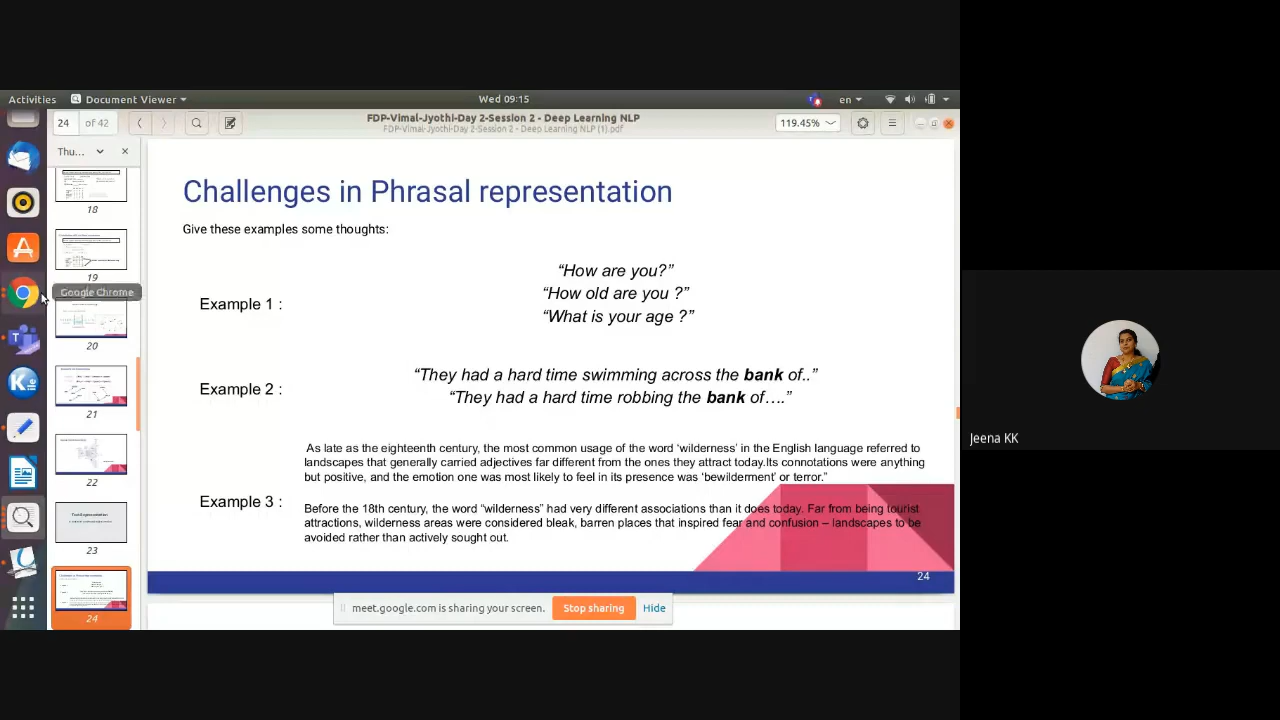 Activities
Document Viewer
Wed 09:15
en
24
of 42
FDP-Vimal-Jyothi-Day 2-Session 2 - Deep Learning NLP
FDP-Vimal-Jyothi-Day 2-Session 2 - Deep Learning NLP (1).pdf
119.45%
Thu...
18
19
20
21
22
23
24
Google Chrome
Challenges in Phrasal representation
Give these examples some thoughts:
Example 1 :
“How are you?”
“How old are you ?”
“What is your age ?”
Example 2 :
“They had a hard time swimming across the bank of..”
“They had a hard time robbing the bank of….”
Example 3 :
As late as the eighteenth century, the most common usage of the word ‘wilderness’ in the English language referred to
landscapes that generally carried adjectives far different from the ones they attract today.Its connotations were anything
but positive, and the emotion one was most likely to feel in its presence was ‘bewilderment’ or terror.”
Before the 18th century, the word “wilderness” had very different associations than it does today. Far from being tourist
attractions, wilderness areas were considered bleak, barren places that inspired fear and confusion – landscapes to be
avoided rather than actively sought out.
24
meet.google.com is sharing your screen.
Stop sharing
Hide
Jeena KK